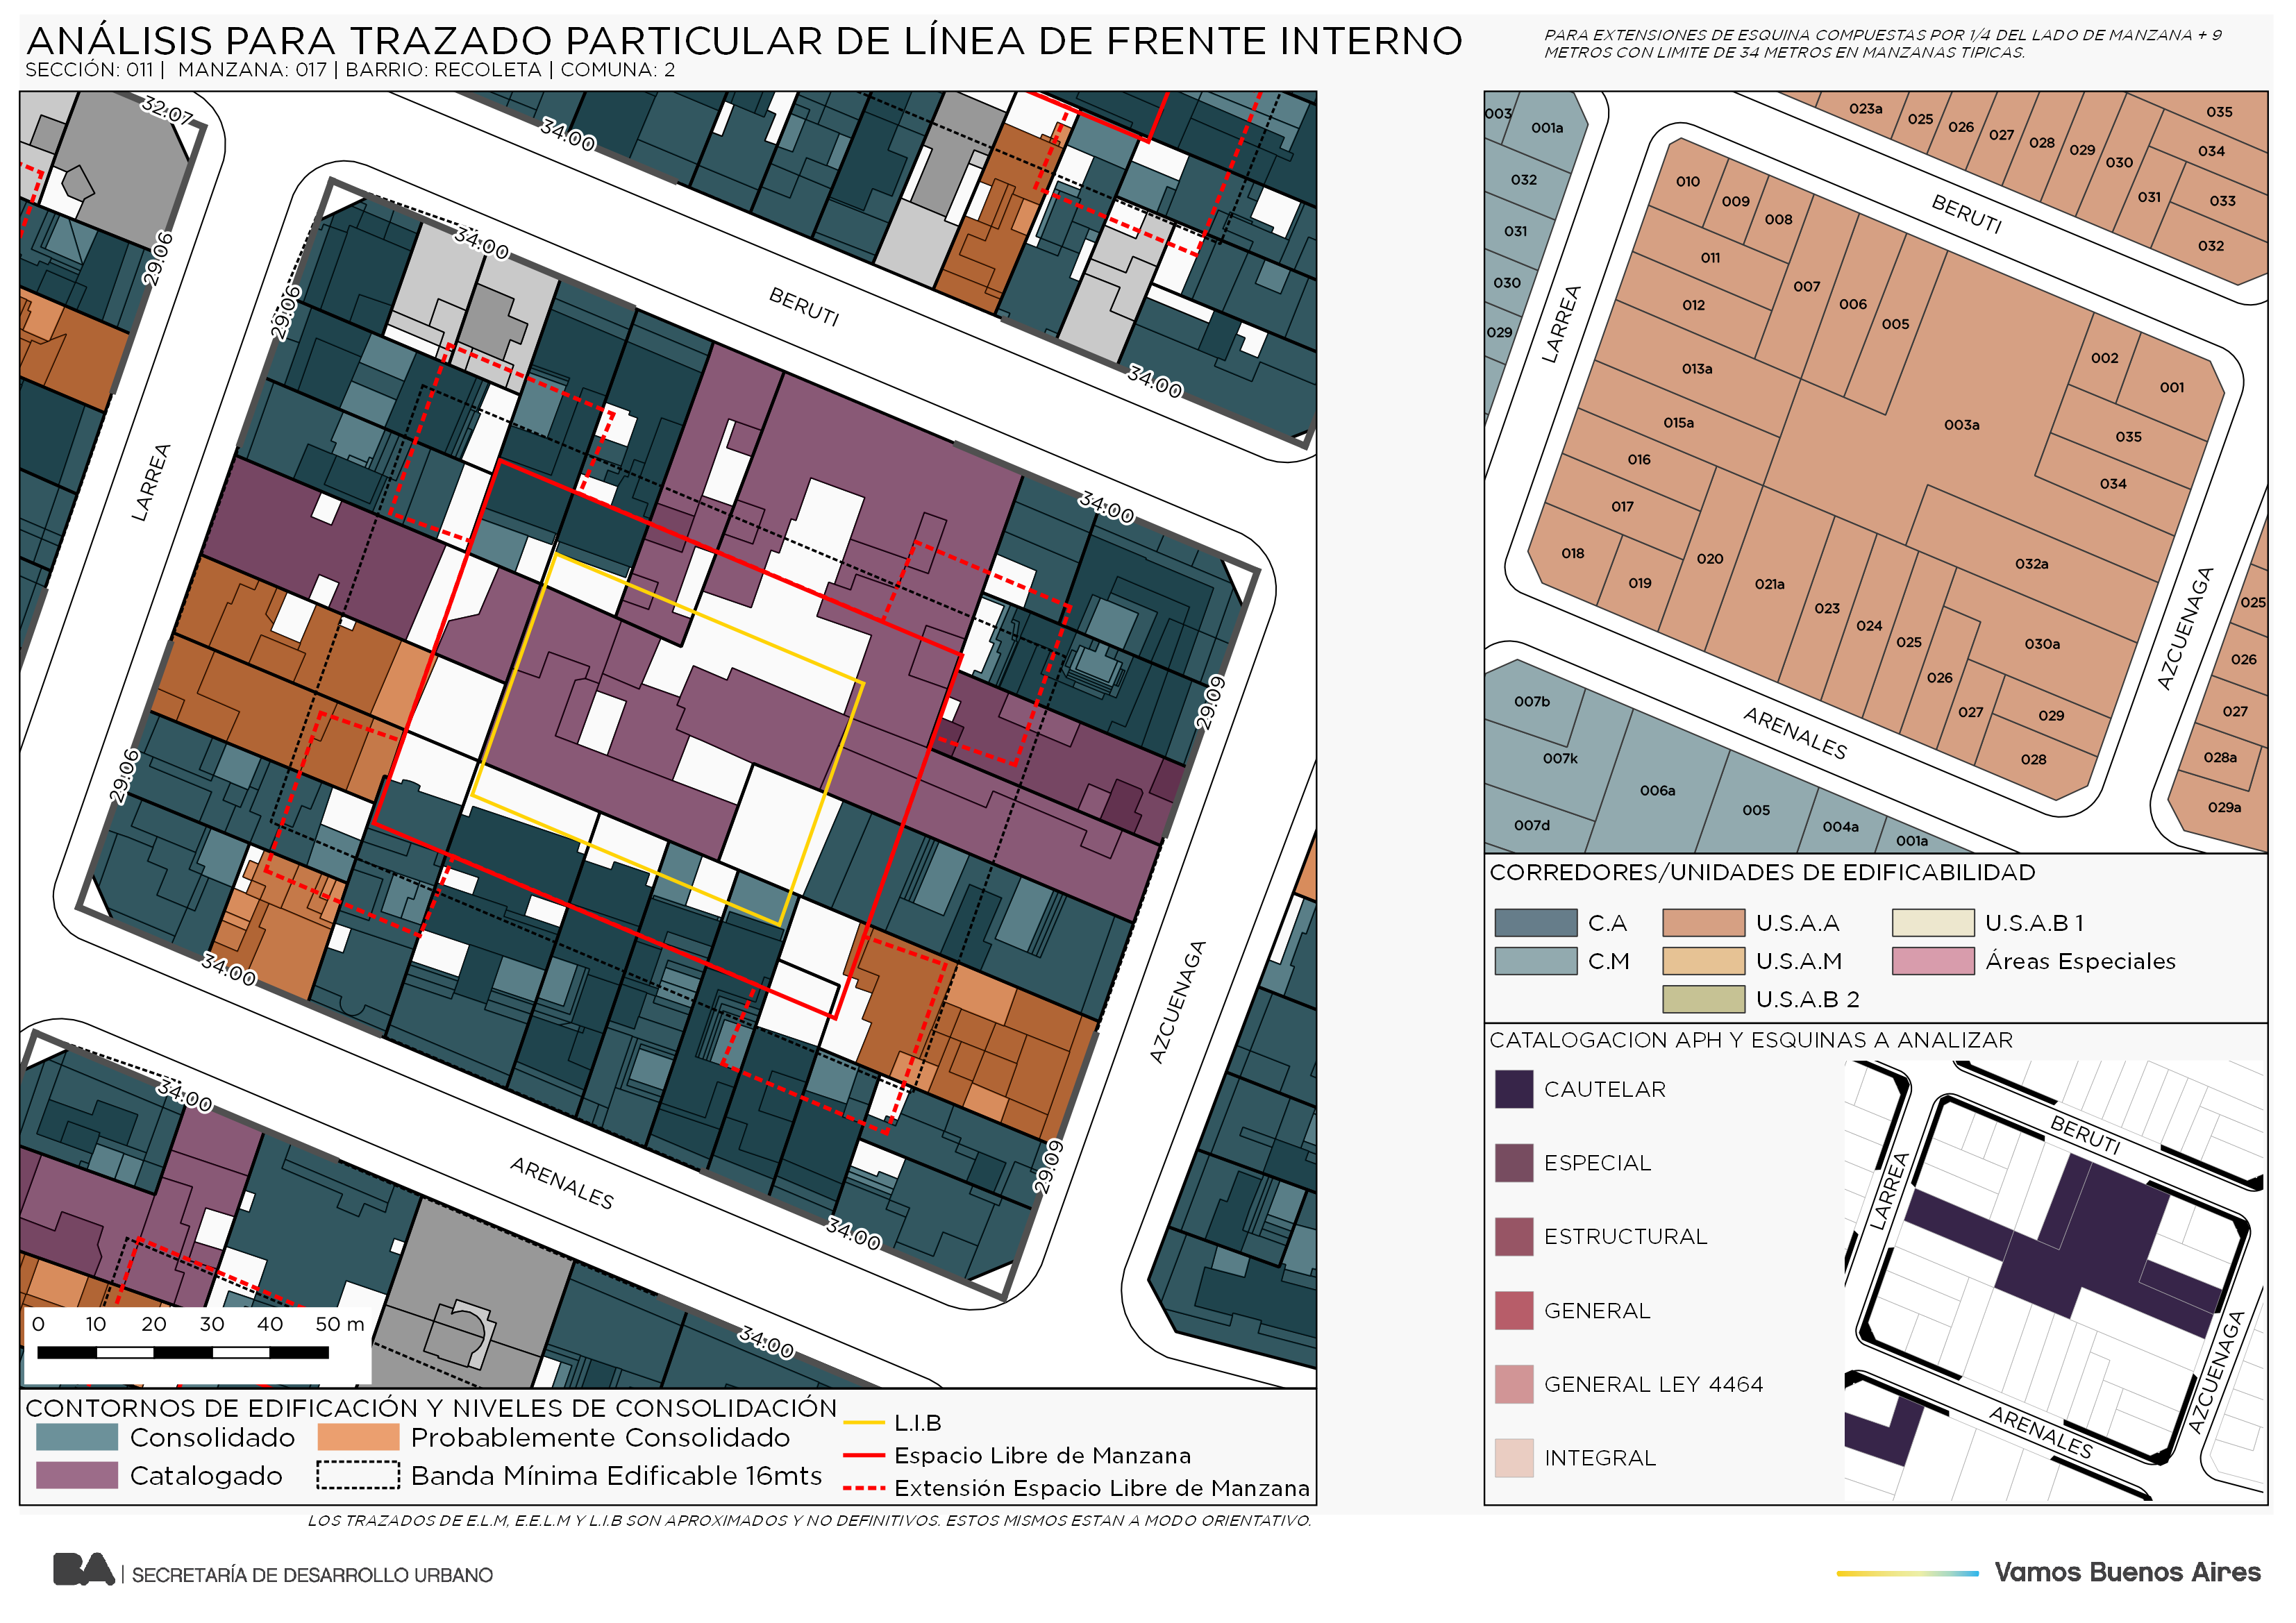 ANÁLISIS PARA TRAZADO PARTICULAR DE LÍNEA DE FRENTE INTERNO
SECCIÓN: 011 | MANZANA: 017 | BARRIO: RECOLETA | COMUNA: 2
PARA EXTENSIONES DE ESQUINA COMPUESTAS POR 1/4 DEL LADO DE MANZANA + 9
METROS CON LIMITE DE 34 METROS EN MANZANAS TIPICAS.
32.07
34.00
29.06
34.00
29.06
BERUTI
34.00
LARREA
34.00
29.09
29.06
34.00
AZCUENAGA
34.00
ARENALES
29.09
34.00
34.00
0 10 20 30 40 50 m
003
001a
032
031
030
029
023a
025
026
027
028
029
030
031
035
034
033
032
BERUTI
LARREA
010
009
008
011
007
012
006
005
013a
003a
002
001
015a
035
016
034
017
018
019
020
021a
032a
023
024
025
030a
026
027
029
028
AZCUENAGA
025
026
027
028a
029a
ARENALES
007b
007k
006a
005
004a
007d
001a
CORREDORES/UNIDADES DE EDIFICABILIDAD
C.A
U.S.A.A
U.S.A.B 1
C.M
U.S.A.M
Áreas Especiales
U.S.A.B 2
CATALOGACION APH Y ESQUINAS A ANALIZAR
CAUTELAR
ESPECIAL
ESTRUCTURAL
GENERAL
GENERAL LEY 4464
INTEGRAL
BERUTI
LARREA
AZCUENAGA
ARENALES
CONTORNOS DE EDIFICACIÓN Y NIVELES DE CONSOLIDACIÓN
Consolidado
Probablemente Consolidado
Catalogado
Banda Mínima Edificable 16mts
L.I.B
Espacio Libre de Manzana
Extensión Espacio Libre de Manzana
LOS TRAZADOS DE E.L.M, E.E.L.M Y L.I.B SON APROXIMADOS Y NO DEFINITIVOS. ESTOS MISMOS ESTAN A MODO ORIENTATIVO.
BA | SECRETARÍA DE DESARROLLO URBANO
Vamos Buenos Aires